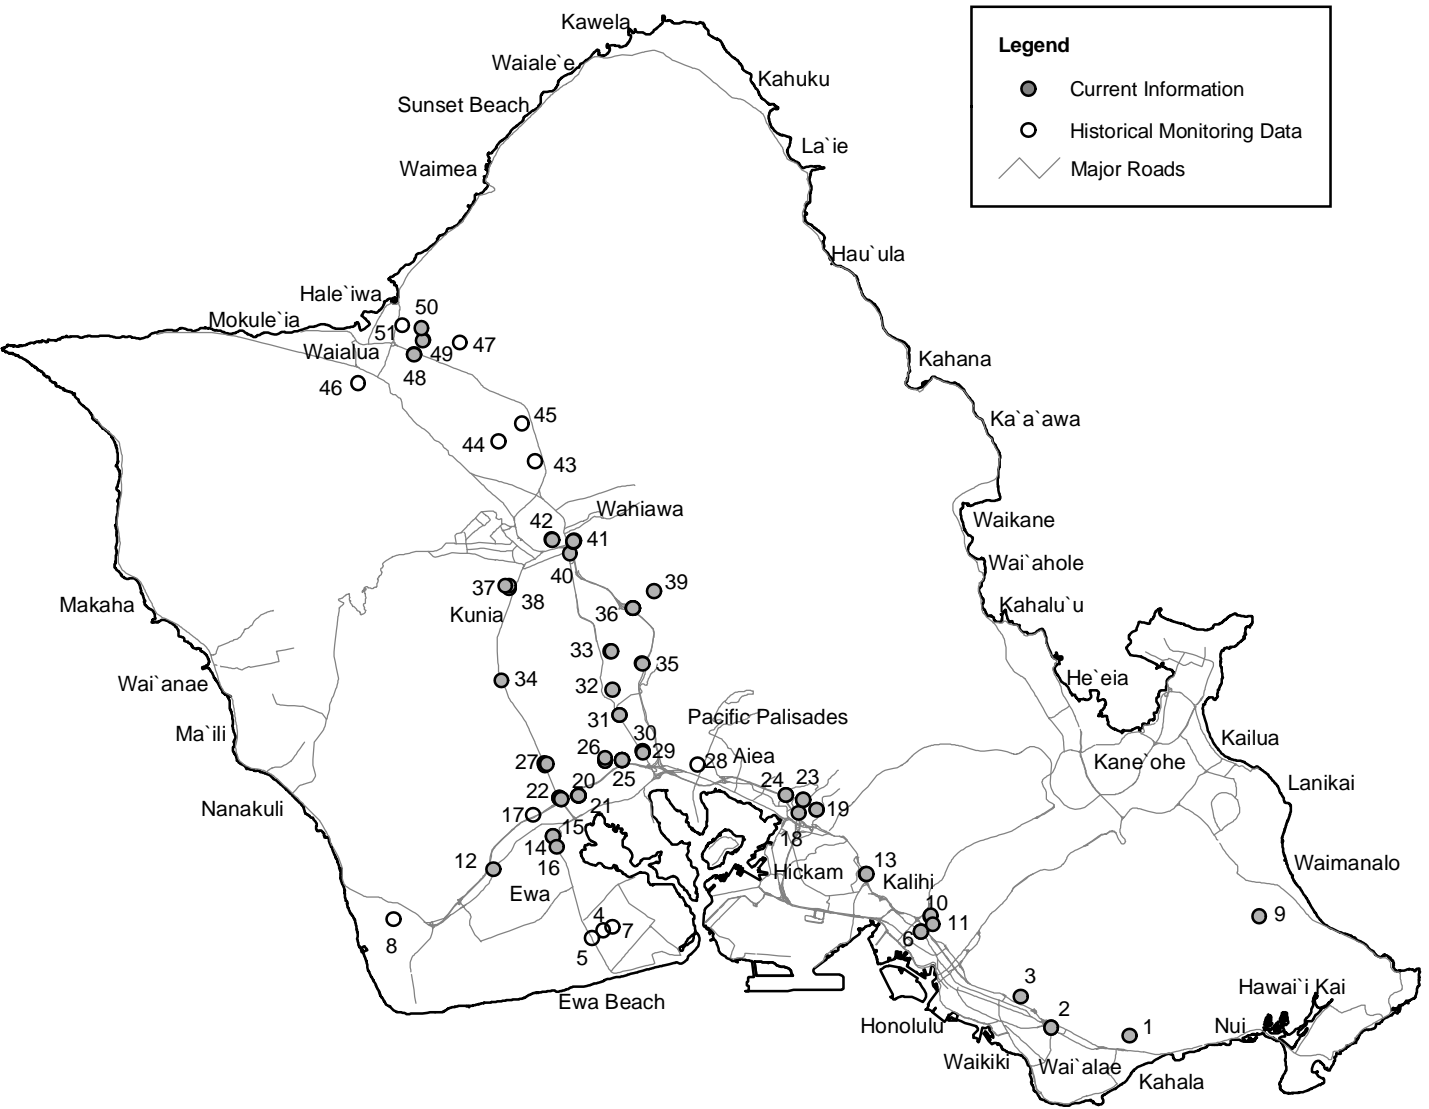 Kawela
Legend
Waiale`e
Kahuku
Current Information
Sunset Beach
Historical Monitoring Data
La`ie
Waimea
Major Roads
Hau`ula
Hale`iwa
50
Mokule`ia
51
47
Waialua
49
Kahana
48
46
45
Ka`a`awa
44
43
Wahiawa
42
Waikane
41
Wai`ahole
40
39
37
38
Makaha
Kunia
36
Kahalu`u
33
35
He`eia
34
Wai`anae
32
31
Pacific Palisades
Ma`ili
30
Kailua
26
29
Aiea
27
28
Kane`ohe
25
24
23
Lanikai
22
20
Nanakuli
17
21
19
15
18
14
12
16
Waimanalo
Hickam
13
Ewa
Kalihi
4
10
9
7
11
8
5
6
Hawai`i Kai
Ewa Beach
3
2
Honolulu
Nui
1
Waikiki
Wai`alae
Kahala